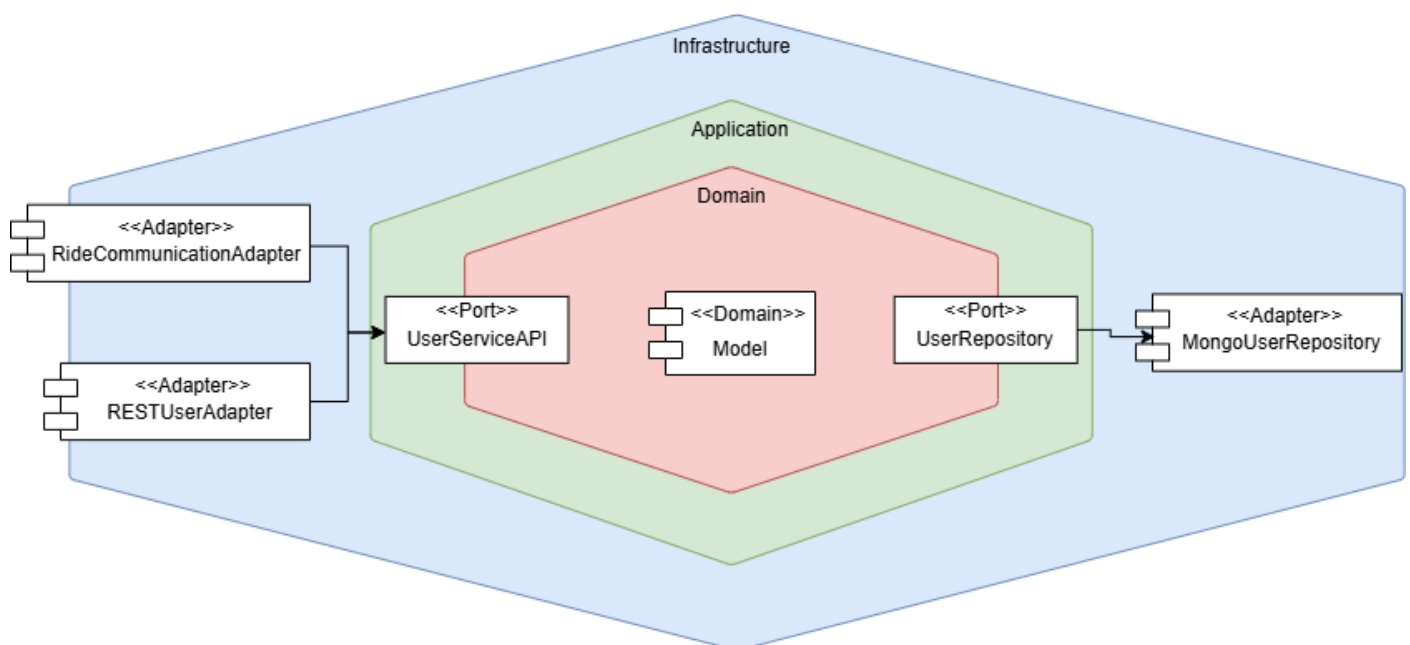 Infrastructure
Application
Domain
<<Adapter>>
RideCommunicationAdapter
<<Port>>
UserServiceAPI
<<Domain>>
Model
<<Port>>
UserRepository
<<Adapter>>
MongoUserRepository
<<Adapter>>
RESTUserAdapter